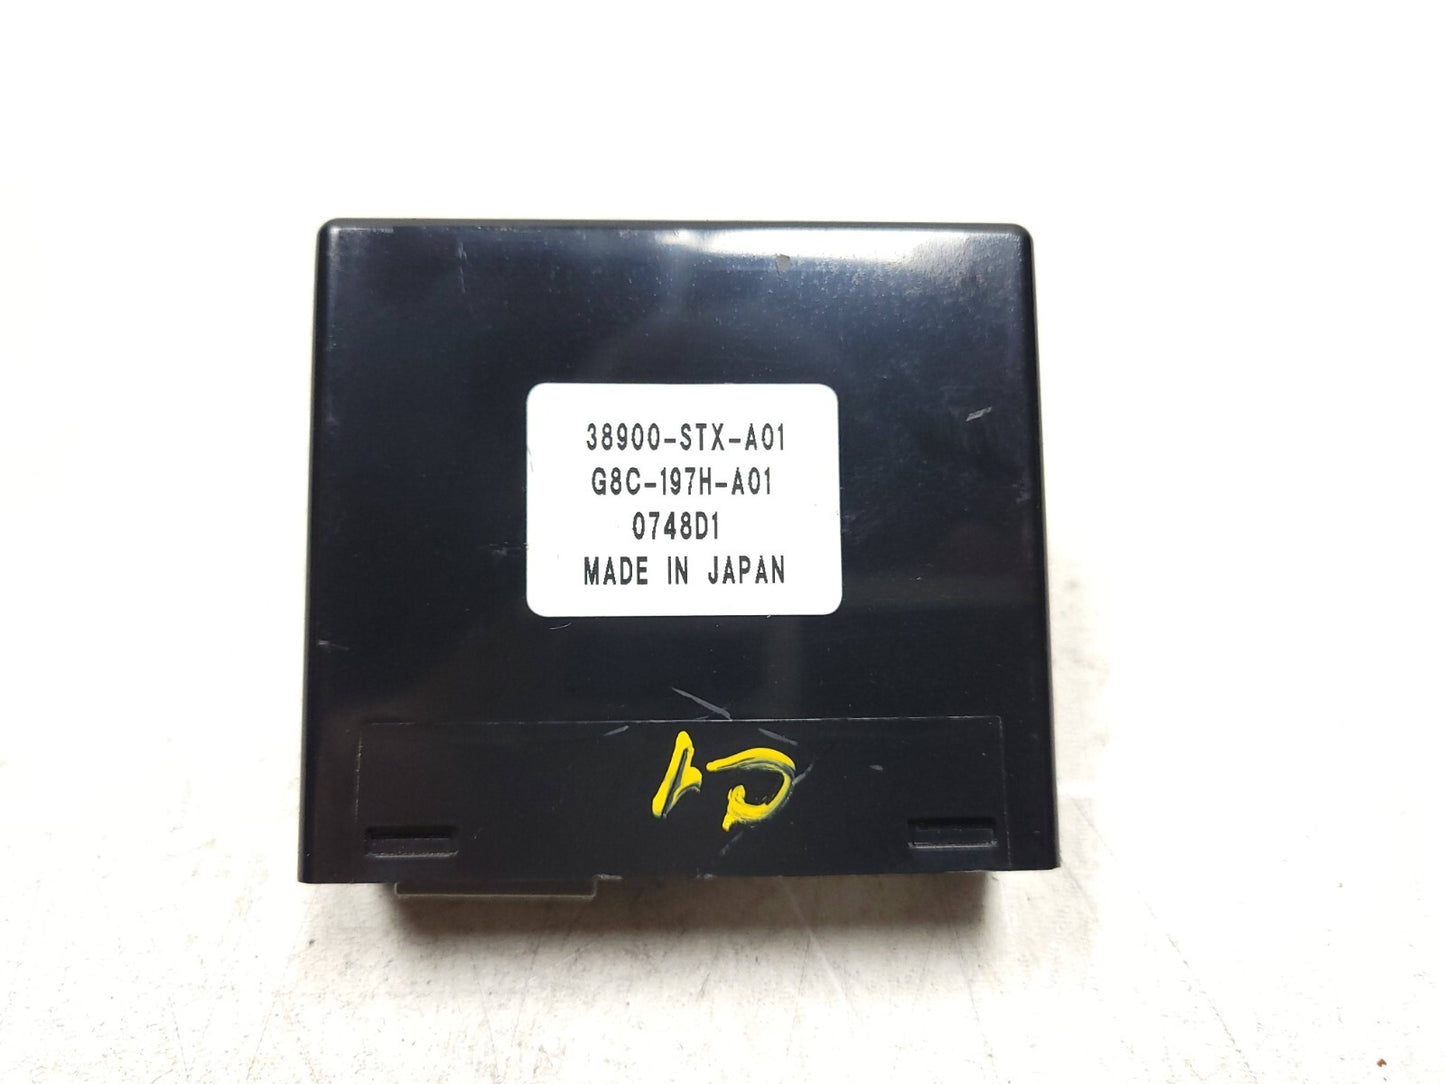 38900-STX-A01
G8C-197H-A01
0748D1
MADE IN JAPAN